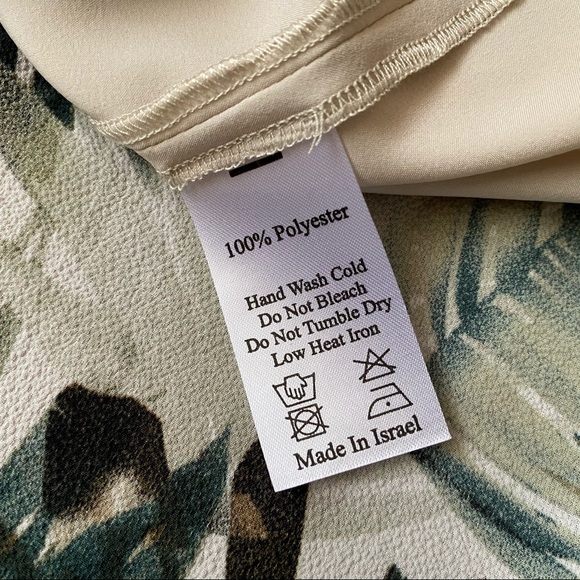 100% Polyester
Hand Wash Cold
Do Not Bleach
Do Not Tumble Dry
Low Heat Iron
Made In Israel